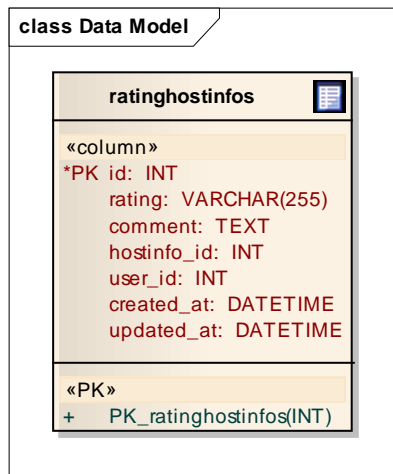 class Data Model
ratinghostinfos
«column»
*PK id: INT
rating: VARCHAR(255)
comment: TEXT
hostinfo_id: INT
user_id: INT
created_at: DATETIME
updated_at: DATETIME
«PK»
+ PK_ratinghostinfos(INT)